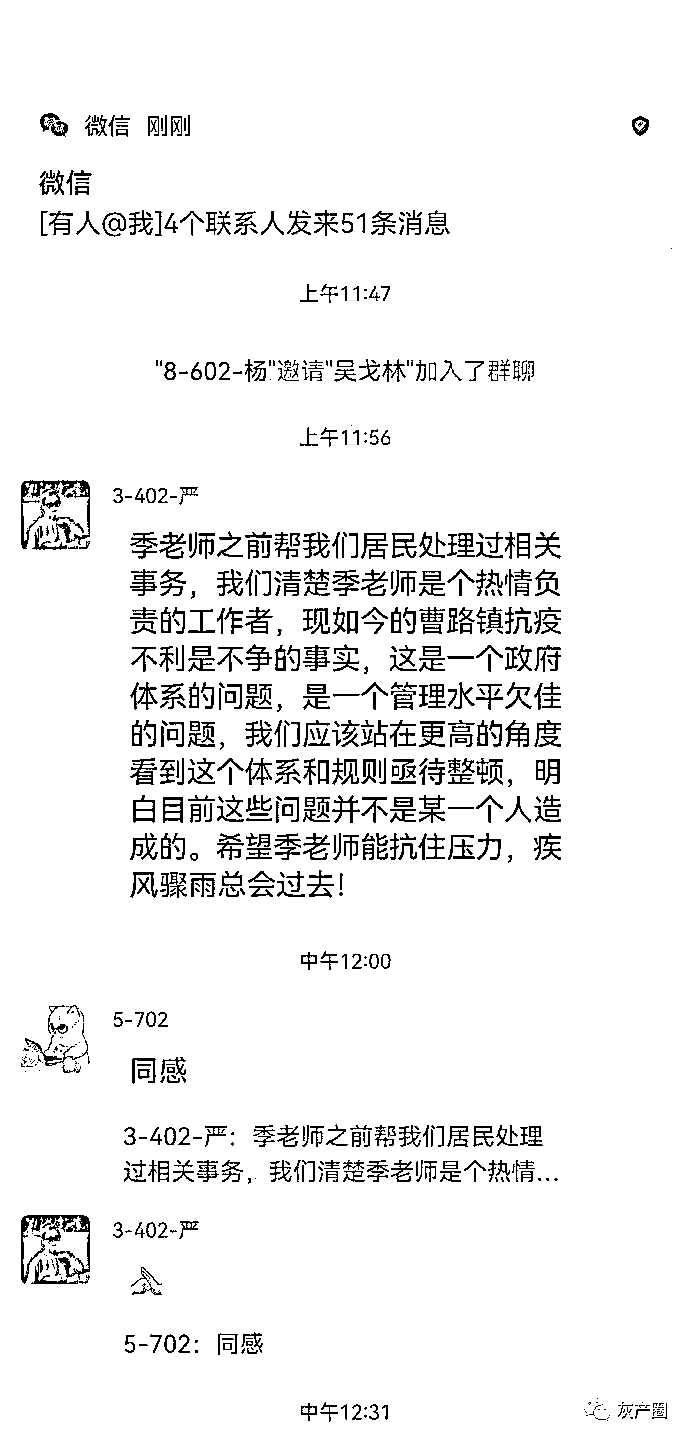 微信 刚刚
微信
[有人@我]4个联系人发来51条消息
上午11:47
"8-602-杨"邀请"吴戈林"加入了群聊
上午11:56
3-402-严
季老师之前帮我们居民处理过相关
事务，我们清楚季老师是个热情负
责的工作者，现如今的曹路镇抗疫
不利是不争的事实，这是一个政府
体系的问题，是一个管理水平欠佳
的问题，我们应该站在更高的角度
看到这个体系和规则亟待整顿，明
白目前这些问题并不是某一个人造
成的。希望季老师能抗住压力，疾
风骤雨总会过去！
中午12:00
5-702
同感
3-402-严：季老师之前帮我们居民处理
过相关事务，我们清楚季老师是个热情...
3-402-严
5-702：同感
中午12:31
灰产圈